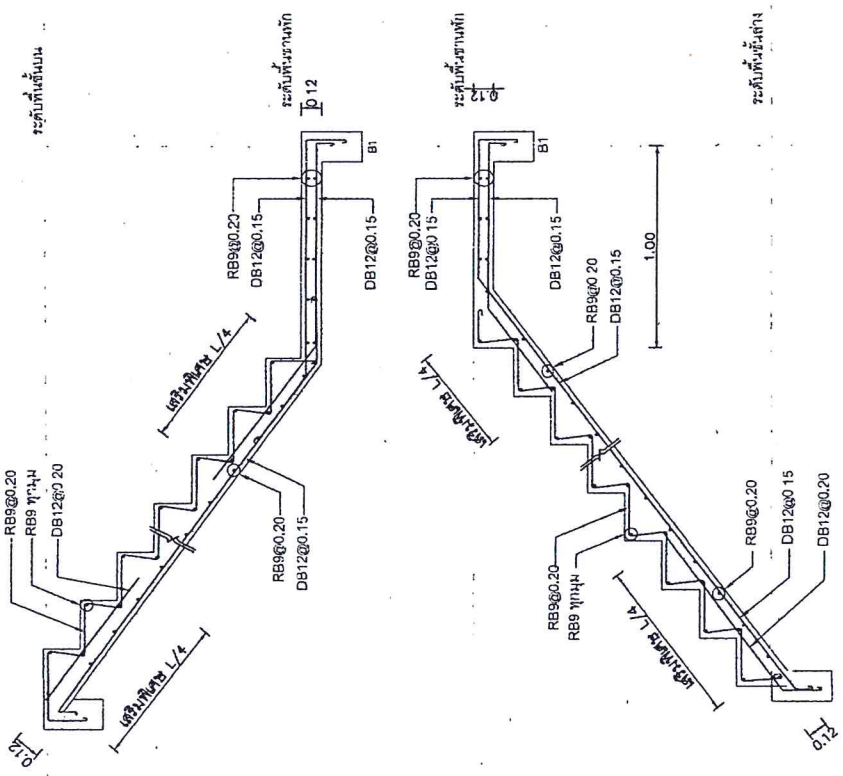 ระดับพื้นชั้นบน
ระดับพื้นชานพัก
0.12
B1
RB9@0.20
DB12@0.15
DB12@0.15
เสริมพิเศษ L/4
RB9@0.20
RB9 ทุกมุม
DB12@0.20
RB9@0.20
DB12@0.15
เสริมพิเศษ L/4
0.12
ระดับพื้นชานพัก
0.12
ระดับพื้นชั้นล่าง
B1
RB9@0.20
DB12@0.15
DB12@0.15
1.00
RB9@0.20
DB12@0.15
เสริมพิเศษ L/4
RB9@0.20
RB9 ทุกมุม
เสริมพิเศษ L/4
RB9@0.20
DB12@0.15
DB12@0.20
0.12